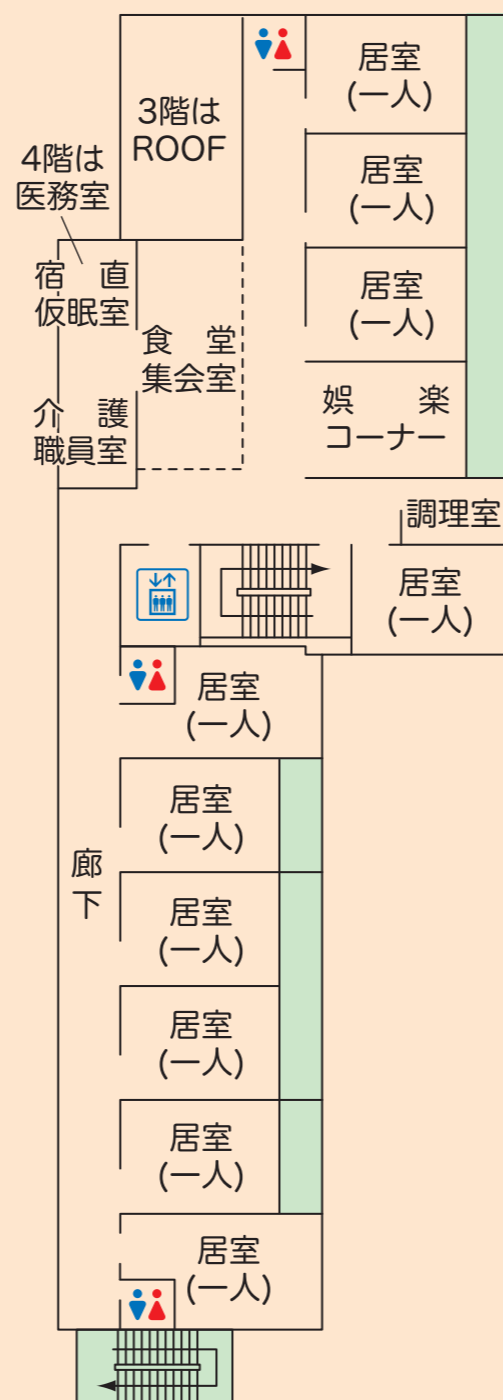 居室
(一人)
3階は
ROOF
4階は
医務室
居室
(一人)
宿 直
仮眠室
居室
(一人)
食 堂
集会室
介 護
職員室
娯 楽
コーナー
調理室
居室
(一人)
居室
(一人)
居室
(一人)
廊
下
居室
(一人)
居室
(一人)
居室
(一人)
居室
(一人)